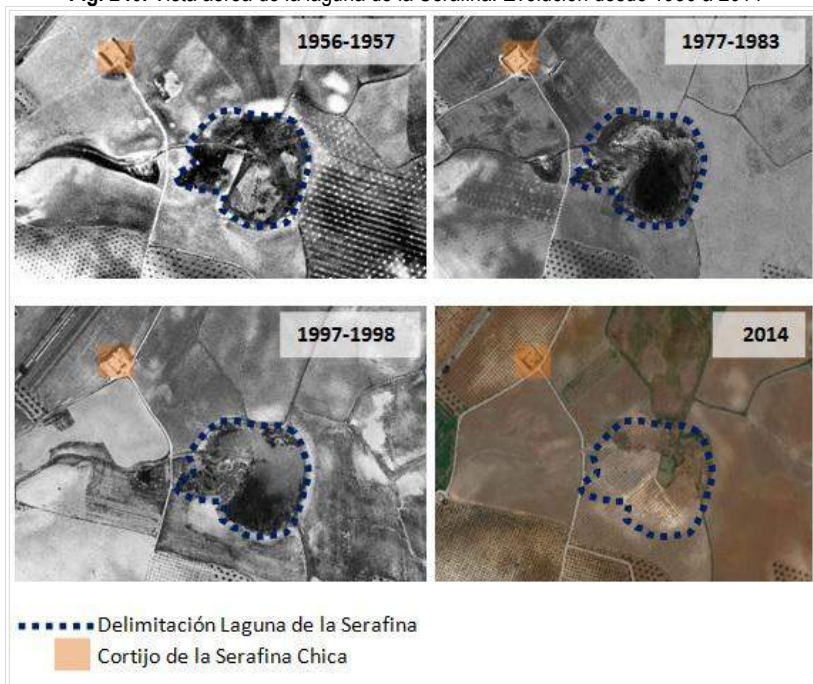 1956-1957
1977-1983
1997-1998
2014
Delimitación Laguna de la Serafina
Cortijo de la Serafina Chica